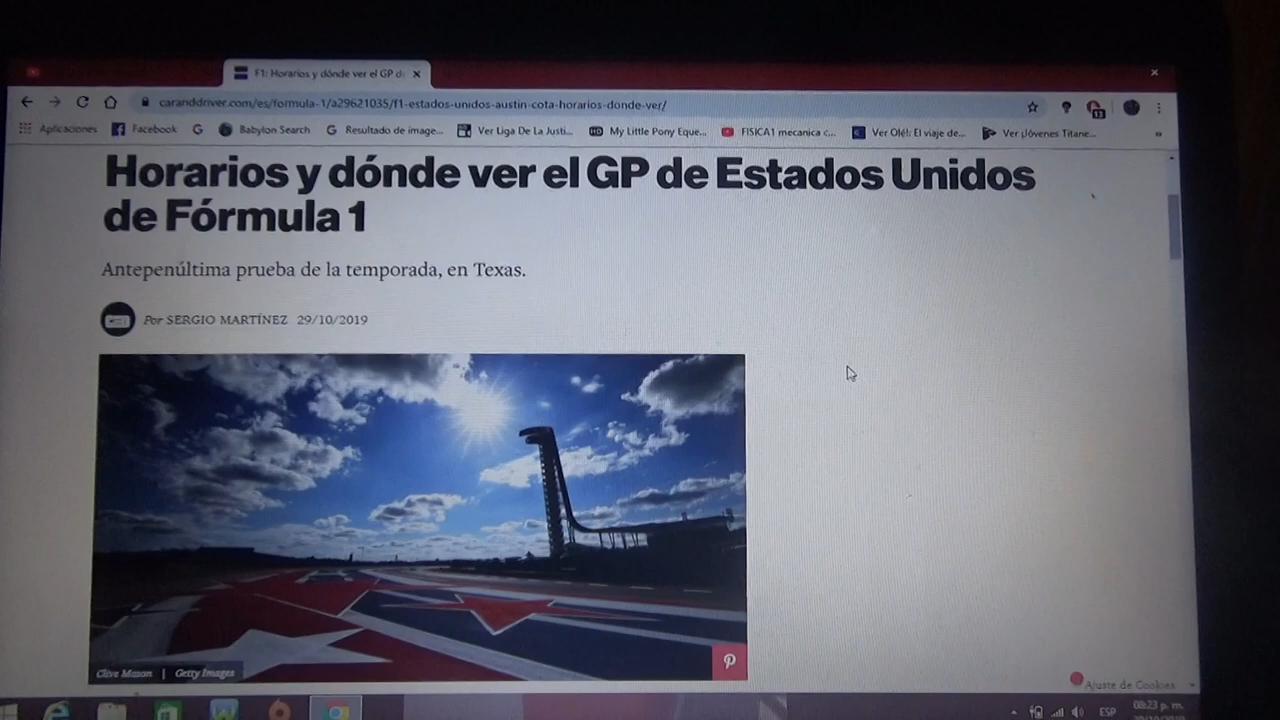 F1: Horarios y dónde ver el GP d
caranddriver.com/es/formula-1/a29621035/f1-estados-unidos-austin-cota-horarios-donde-ver/
Aplicaciones Facebook Babylon Search Resultado de image... Ver Liga De La Justi... My Little Pony Eque... FISICA1 mecanica c... Ver Olé!: El viaje de... Ver ¡Jóvenes Titane... »
Horarios y dónde ver el GP de Estados Unidos
de Fórmula 1
Antepenúltima prueba de la temporada, en Texas.
Por SERGIO MARTÍNEZ 29/10/2019
Clive Mason | Getty Images
Ajuste de Cookies
ESP 08:23 p. m.